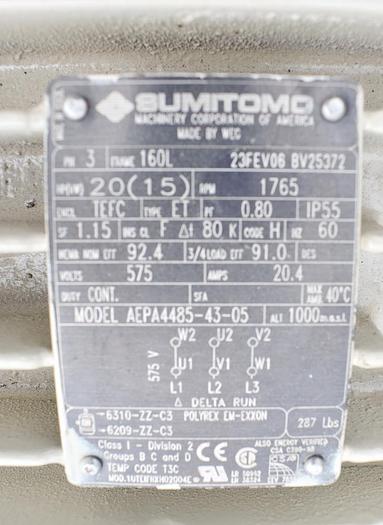 SUMITOMO
MACHINERY CORPORATION OF AMERICA
MADE BY WEG
PH 3 FRAME 160L 23FEV06 BV25372
HP(kW) 20(15) RPM 1765
ENCL TEFC TYPE ET PF 0.80 IP55
SF 1.15 INS CL F Δt 80 K CODE H HZ 60
NEMA NOM EFF 92.4 3/4LOAD EFF 91.0 DES
VOLTS 575 AMPS 20.4
DUTY CONT. SFA MAX AMB 40°C
MODEL AEPA4485-43-05 ALT 1000m.a.s.l.
W2 U2 V2
575 V
U1 V1 W1
L1 L2 L3
Δ DELTA RUN
6310-ZZ-C3 POLYREX EM-EXXON
6209-ZZ-C3
287 Lbs
Class I - Division 2
Groups B C and D
TEMP CODE T3C
CE
ALSO ENERGY VERIFIED